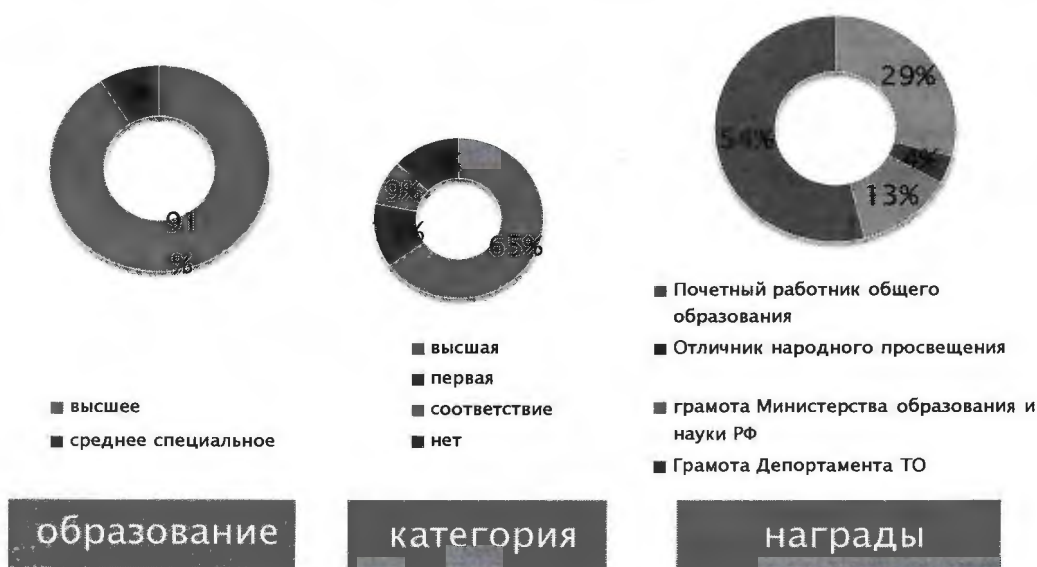 91
%
9%
65%
29%
4%
13%
54%
высшее
среднее специальное
высшая
первая
соответствие
нет
Почетный работник общего
образования
Отличник народного просвещения
грамота Министерства образования и
науки РФ
Грамота Депортамента ТО
образование
категория
награды